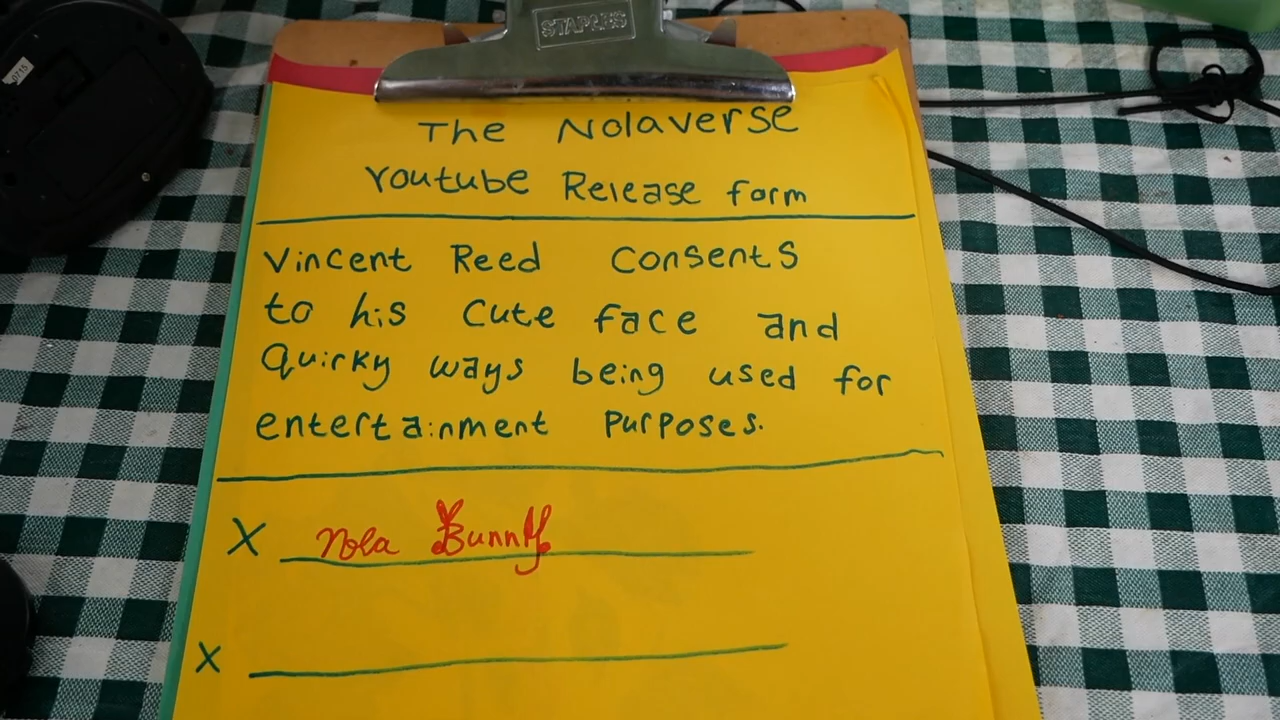 STAPLES
The Nolaverse
Youtube Release form
Vincent Reed Consents
to his cute face and
Quirky ways being used for
entertainment Purposes.
X Nola Bunny
X